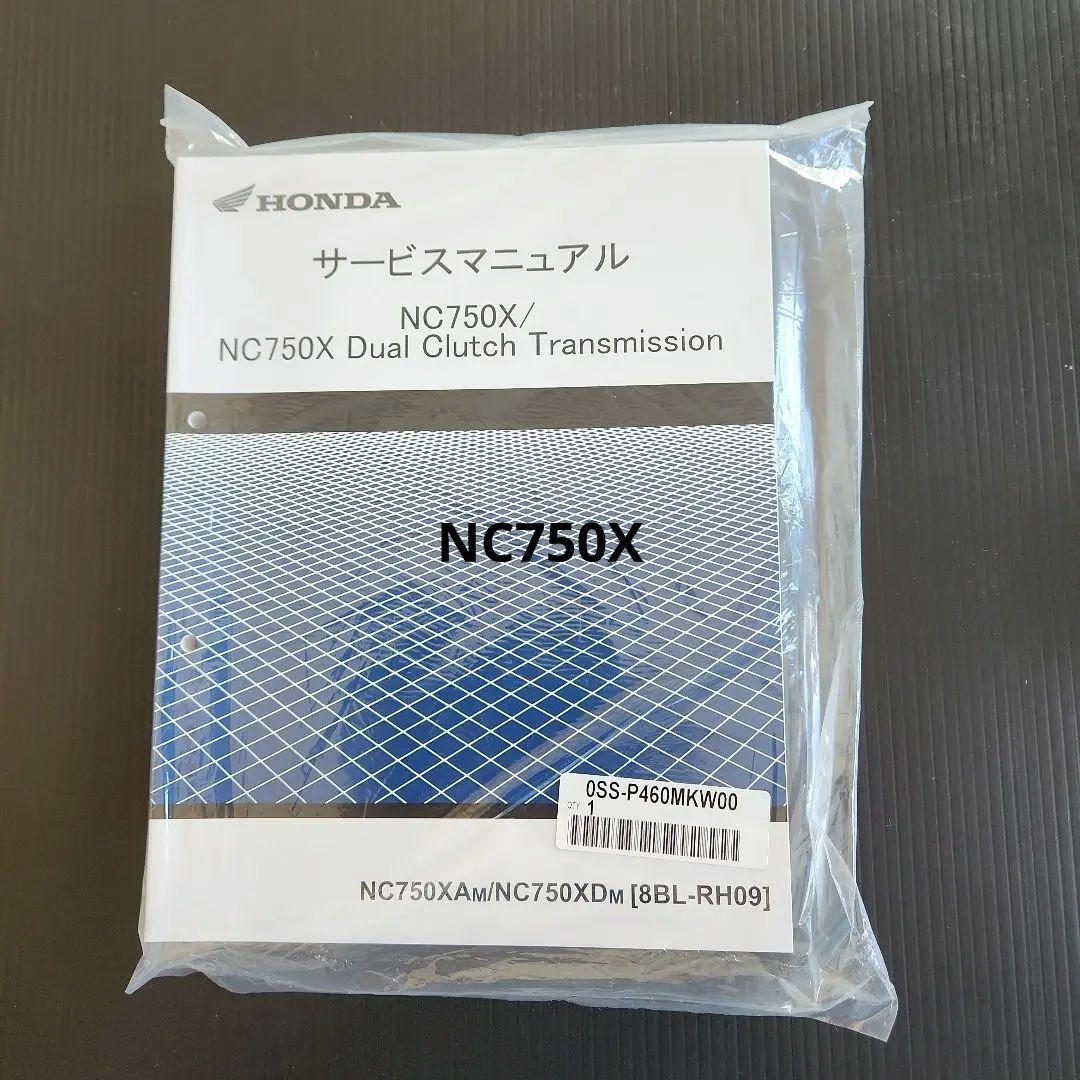 HONDA
サービスマニュアル
NC750X/
NC750X Dual Clutch Transmission
NC750X
0SS-P460MKW00
QTY 1
NC750XAM/NC750XDM [8BL-RH09]